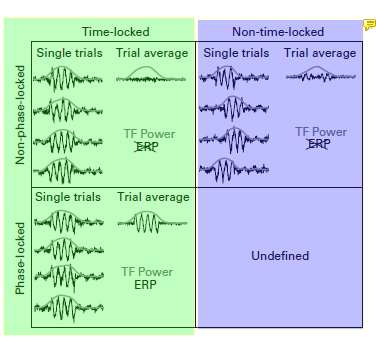 Time-locked
Non-time-locked
Non-phase-locked
Single trials
Trial average
TF Power
ERP
Single trials
Trial average
TF Power
ERP
Phase-locked
Single trials
Trial average
TF Power
ERP
Undefined